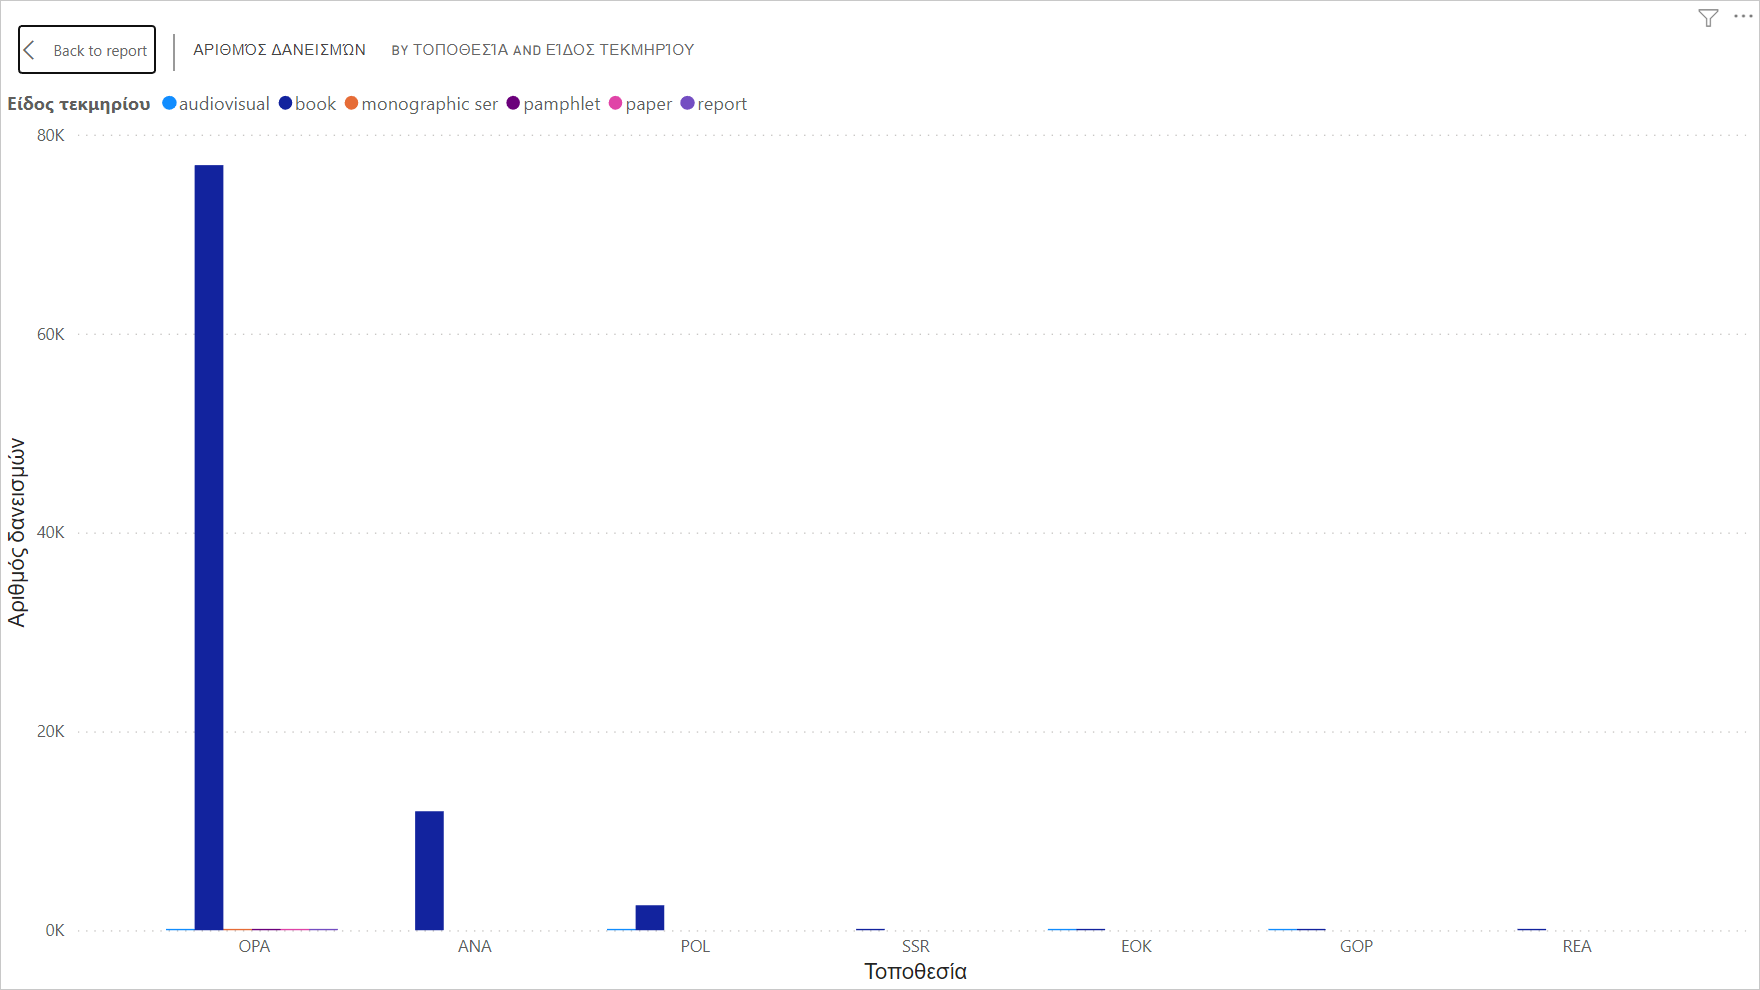 Back to report
ΑΡΙΘΜΌΣ ΔΑΝΕΙΣΜΏΝ BY ΤΟΠΟΘΕΣΊΑ AND ΕΊΔΟΣ ΤΕΚΜΗΡΊΟΥ
Είδος τεκμηρίου audiovisual book monographic ser pamphlet paper report
80K
60K
40K
20K
0K
Αριθμός δανεισμών
OPA ANA POL SSR EOK GOP REA
Τοποθεσία